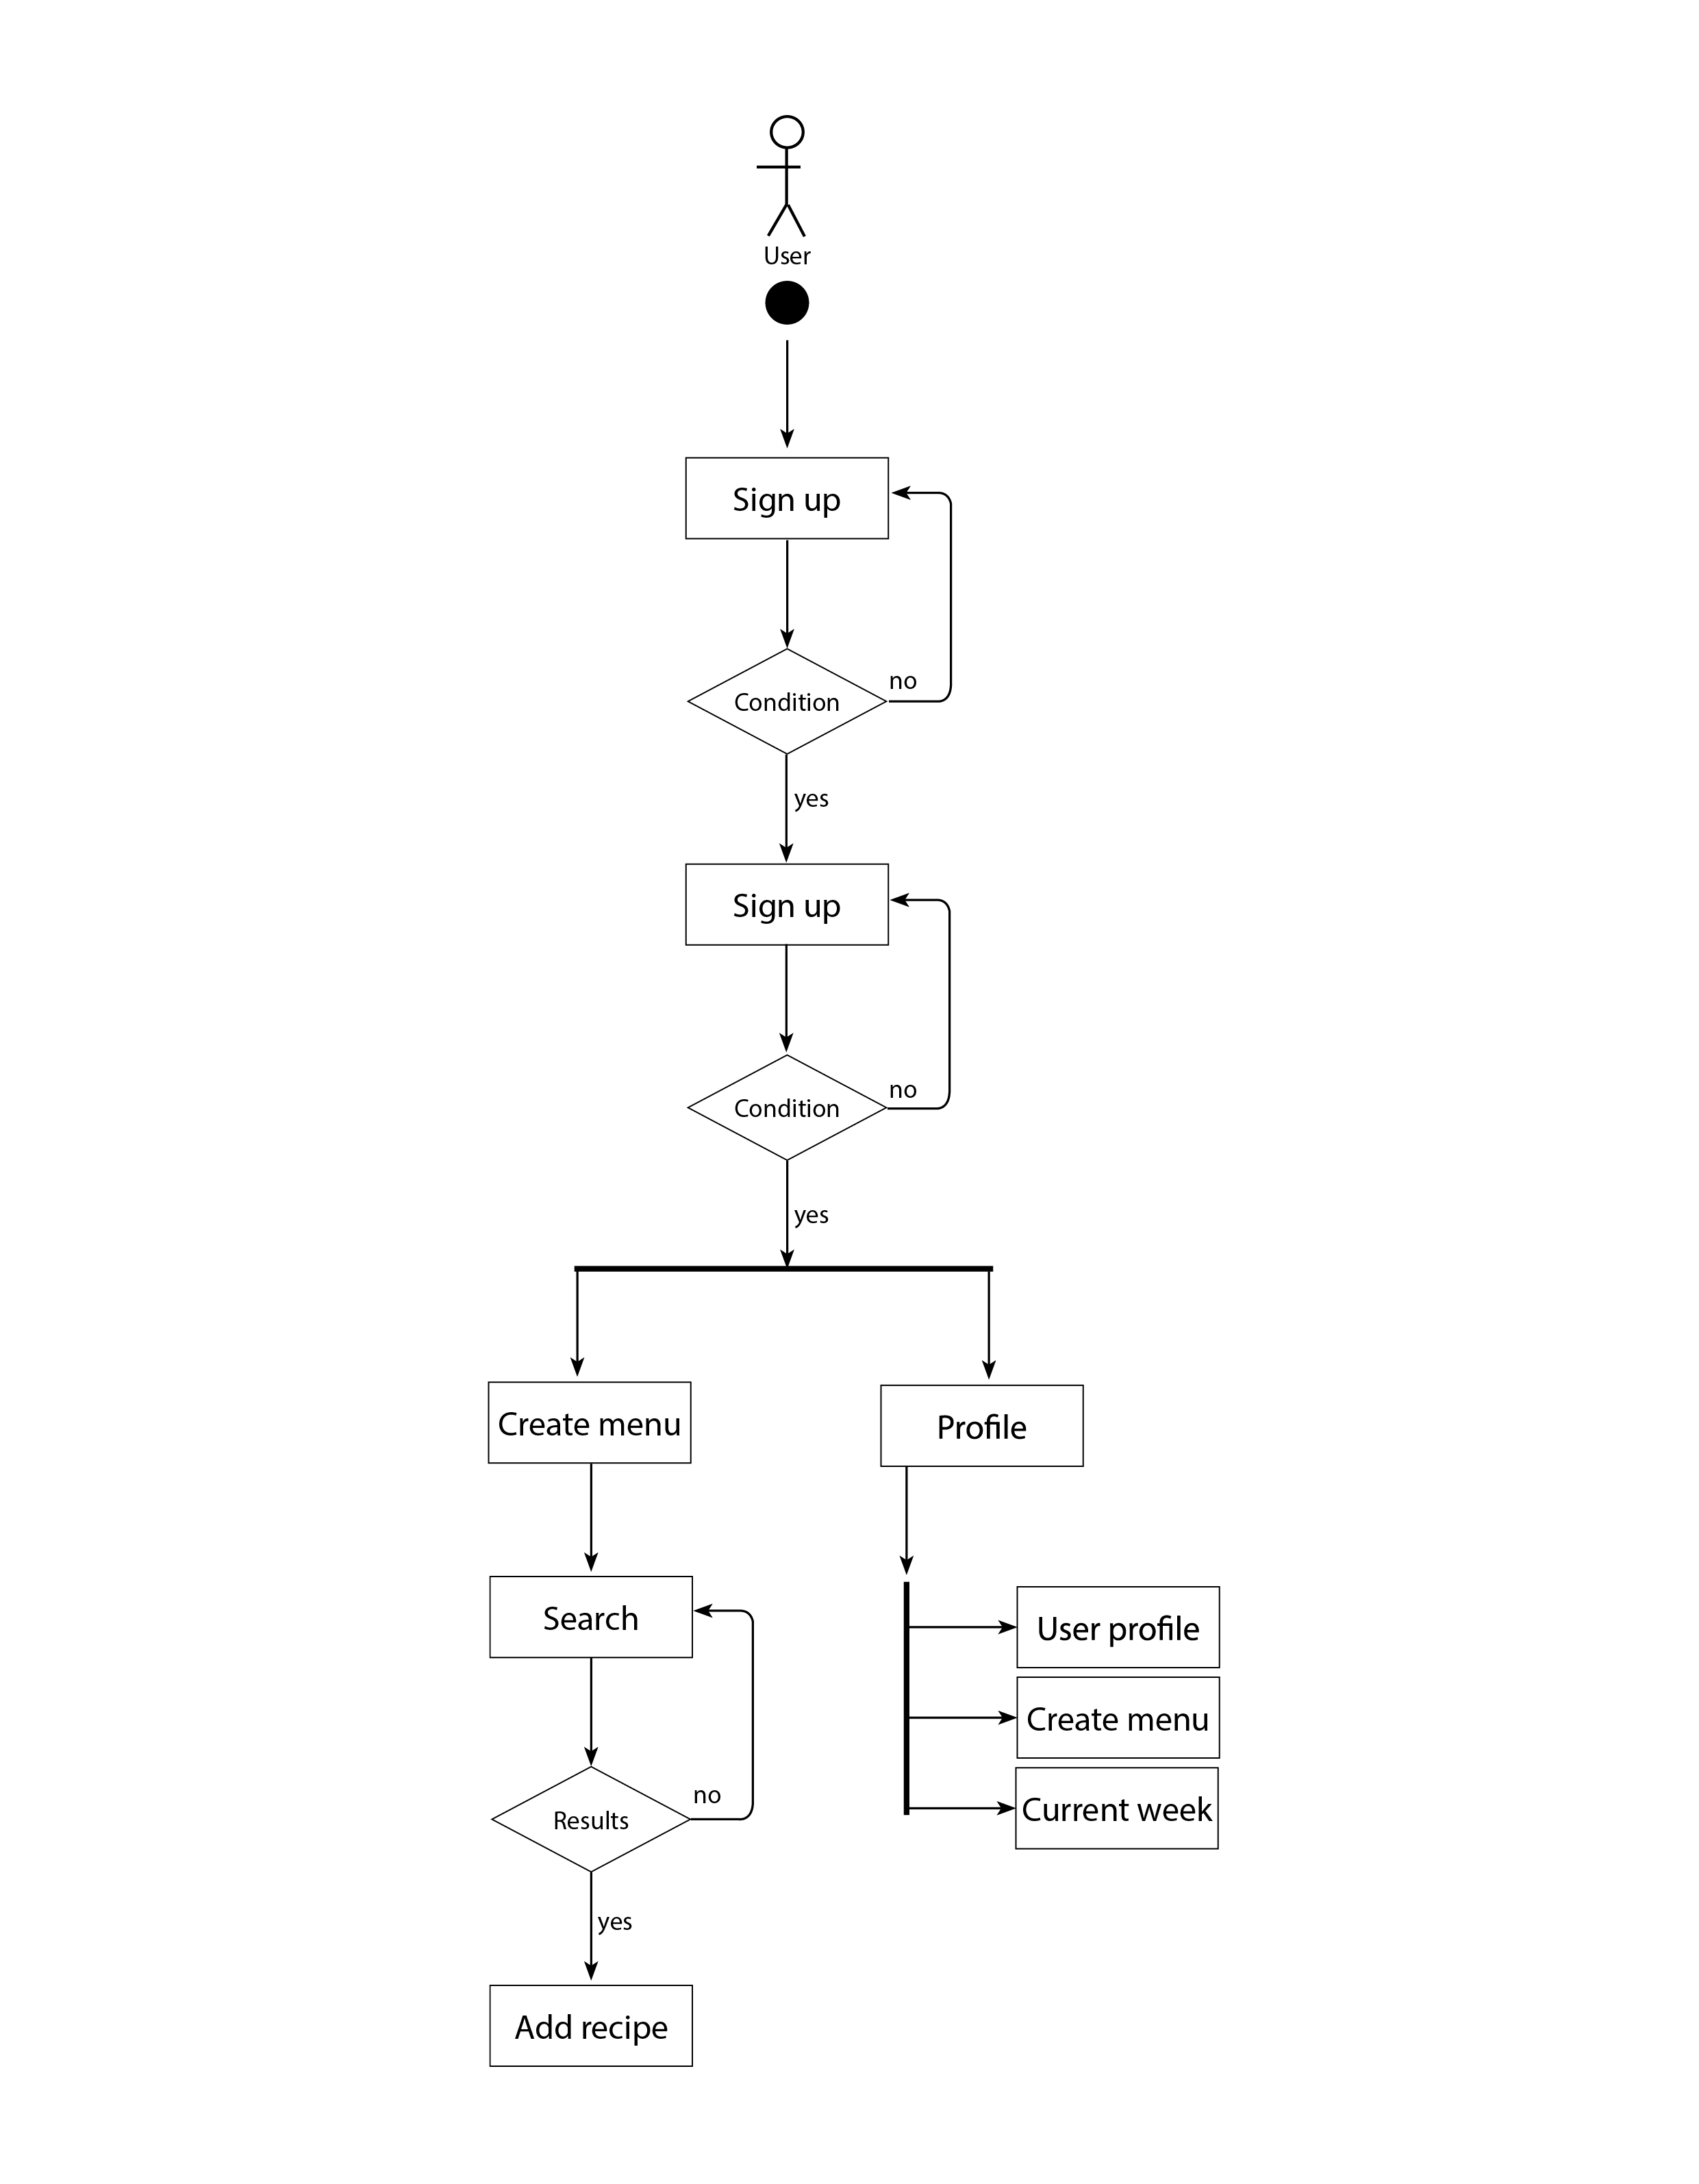 User
Sign up
no
Condition
yes
Sign up
no
Condition
yes
Create menu
Profile
Search
User profile
Create menu
no
Current week
Results
yes
Add recipe